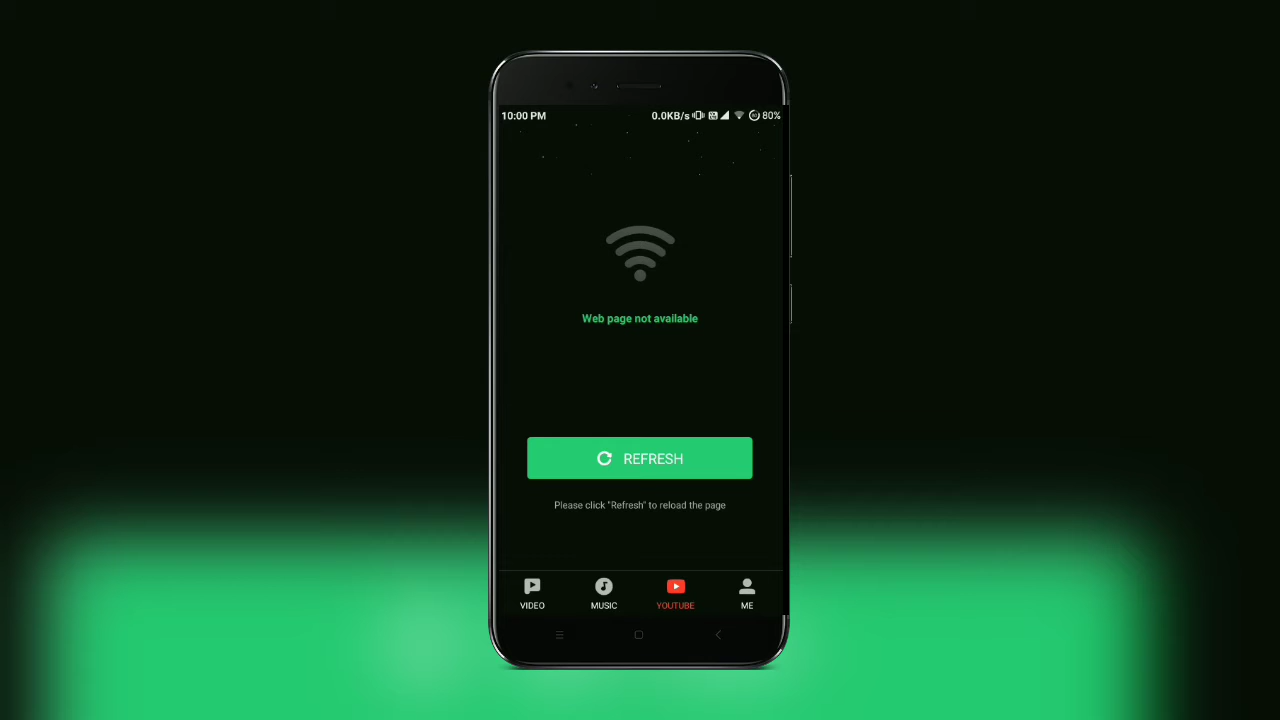 10:00 PM 0.0KB/s 80%
Web page not available
REFRESH
Please click "Refresh" to reload the page
VIDEO MUSIC YOUTUBE ME